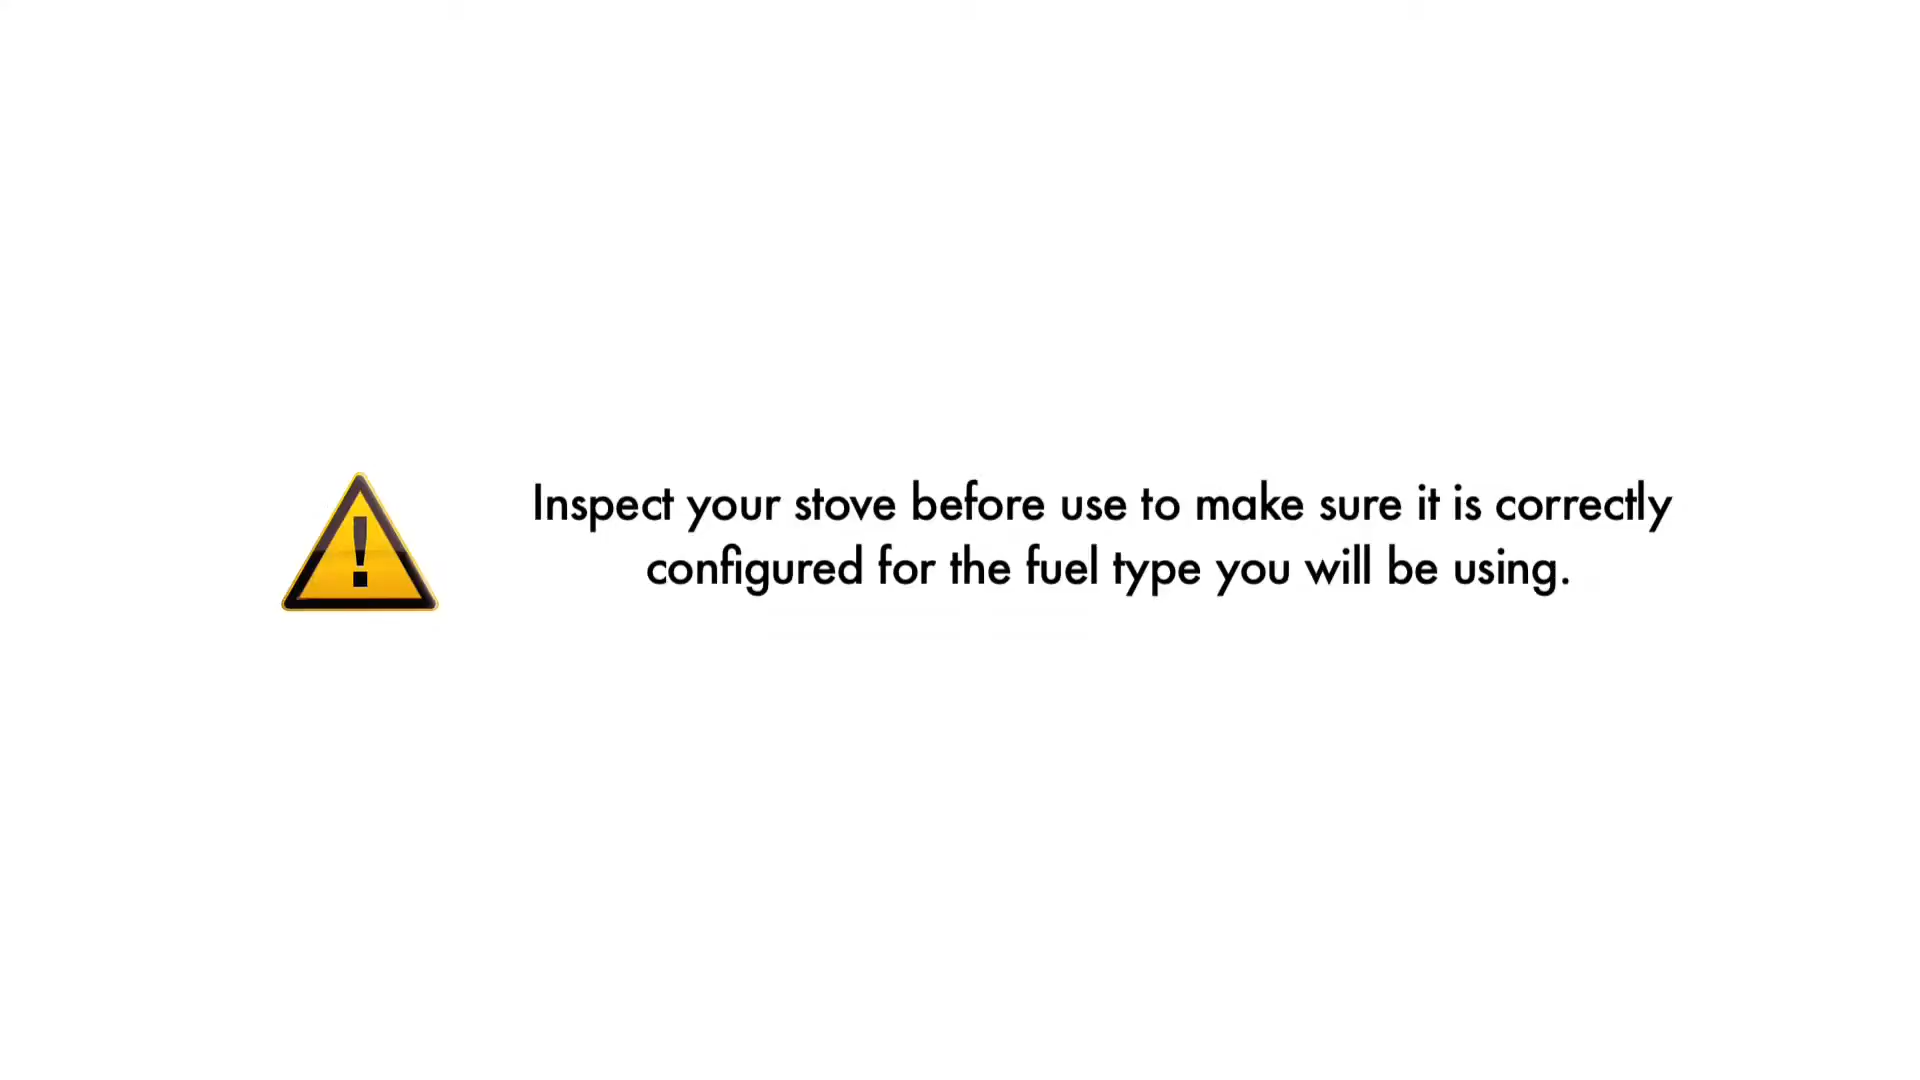 Inspect your stove before use to make sure it is correctly
configured for the fuel type you will be using.